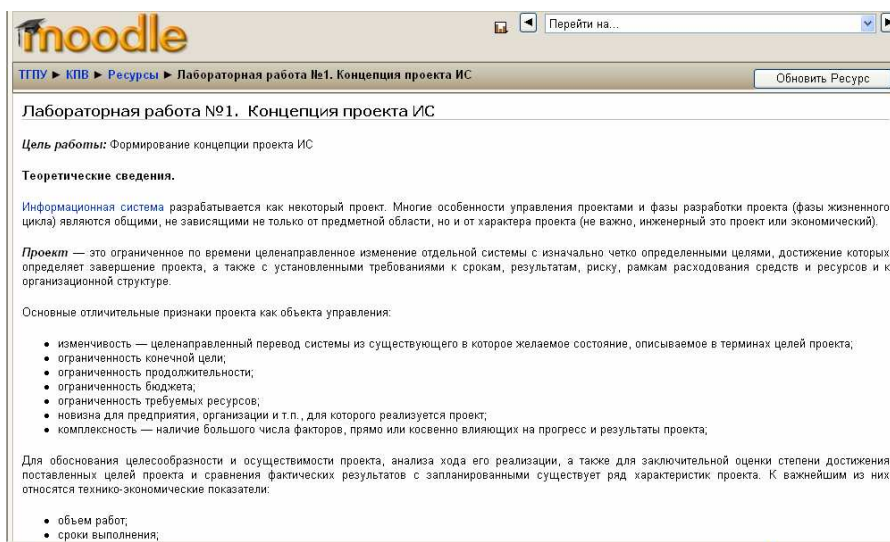 moodle
Перейти на...
ТГПУ ► КПВ ► Ресурсы ► Лабораторная работа №1. Концепция проекта ИС
Обновить Ресурс
Лабораторная работа №1. Концепция проекта ИС
Цель работы: Формирование концепции проекта ИС
Теоретические сведения.
Информационная система разрабатывается как некоторый проект. Многие особенности управления проектами и фазы разработки проекта (фазы жизненного
цикла) являются общими, не зависящими не только от предметной области, но и от характера проекта (не важно, инженерный это проект или экономический).
Проект — это ограниченное по времени целенаправленное изменение отдельной системы с изначально четко определенными целями, достижение которых
определяет завершение проекта, а также с установленными требованиями к срокам, результатам, риску, рамкам расходования средств и ресурсов и к
организационной структуре.
Основные отличительные признаки проекта как объекта управления:
• изменчивость — целенаправленный перевод системы из существующего в которое желаемое состояние, описываемое в терминах целей проекта;
• ограниченность конечной цели;
• ограниченность продолжительности;
• ограниченность бюджета;
• ограниченность требуемых ресурсов;
• новизна для предприятия, организации и т.п., для которого реализуется проект;
• комплексность — наличие большого числа факторов, прямо или косвенно влияющих на прогресс и результаты проекта;
Для обоснования целесообразности и осуществимости проекта, анализа хода его реализации, а также для заключительной оценки степени достижения
поставленных целей проекта и сравнения фактических результатов с запланированными существует ряд характеристик проекта. К важнейшим из них
относятся технико-экономические показатели:
• объем работ;
• сроки выполнения;